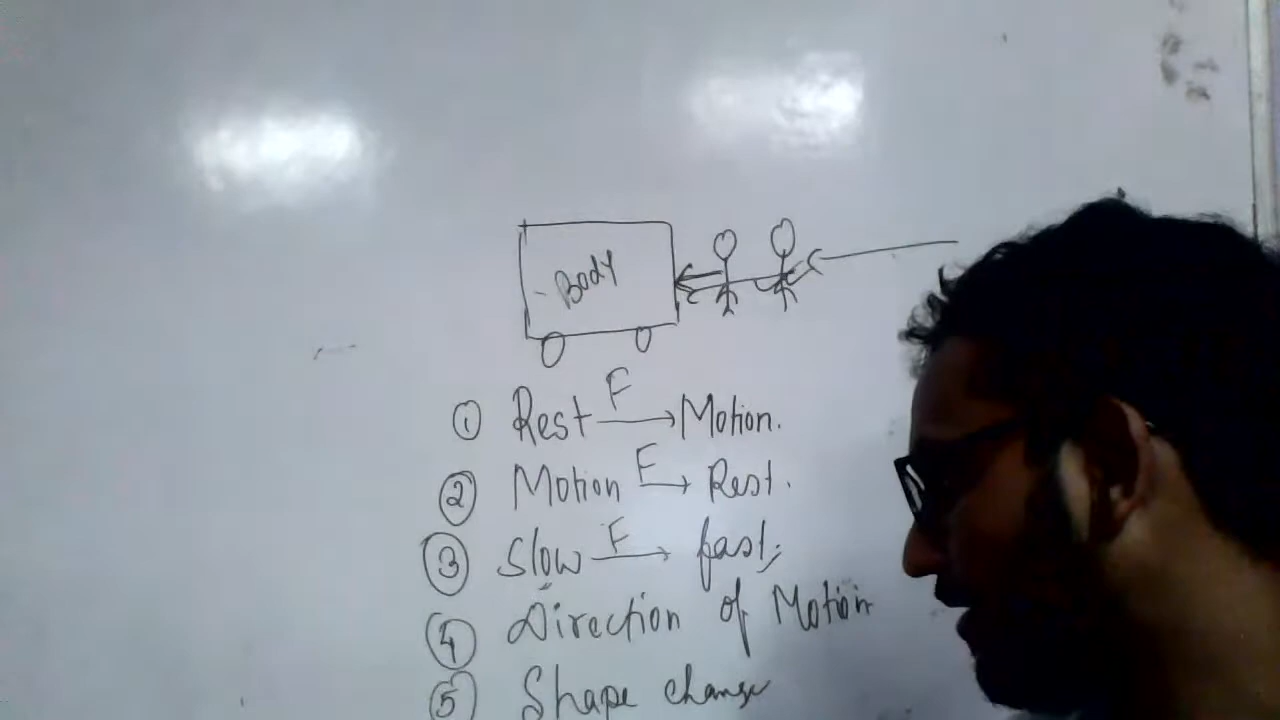 Body
① Rest F→ Motion.
② Motion F→ Rest.
③ Slow F→ fast;
④ Direction of Motion
⑤ Shape change